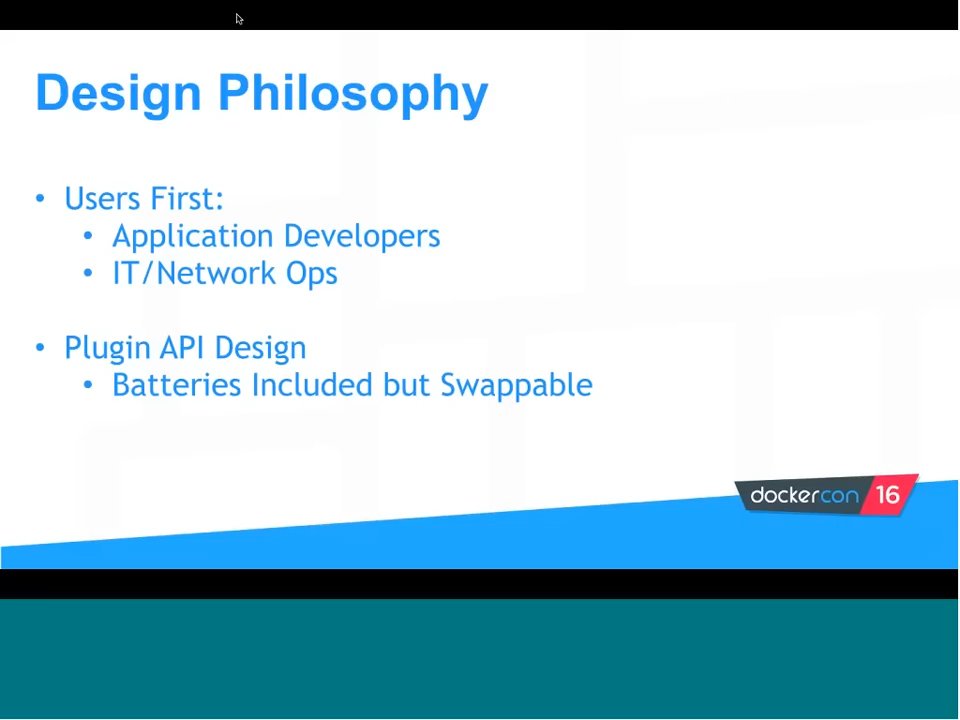 Design Philosophy
• Users First:
• Application Developers
• IT/Network Ops
• Plugin API Design
• Batteries Included but Swappable
dockercon 16